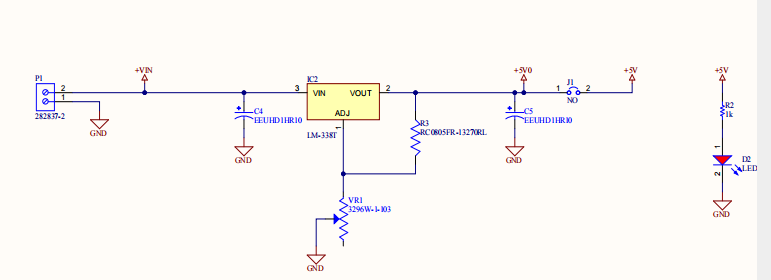 P1
2
1
282837-2
GND
+VIN
C4
EEUHD1HR10
GND
IC2
3
VIN
VOUT
2
ADJ
1
LM-338T
R3
RC0805FR-13270RL
VR1
3296W-1-103
GND
+5V0
C5
EEUHD1HR10
GND
J1
1
2
NO
+5V
+5V
R2
1k
1
D2
LED
2
GND